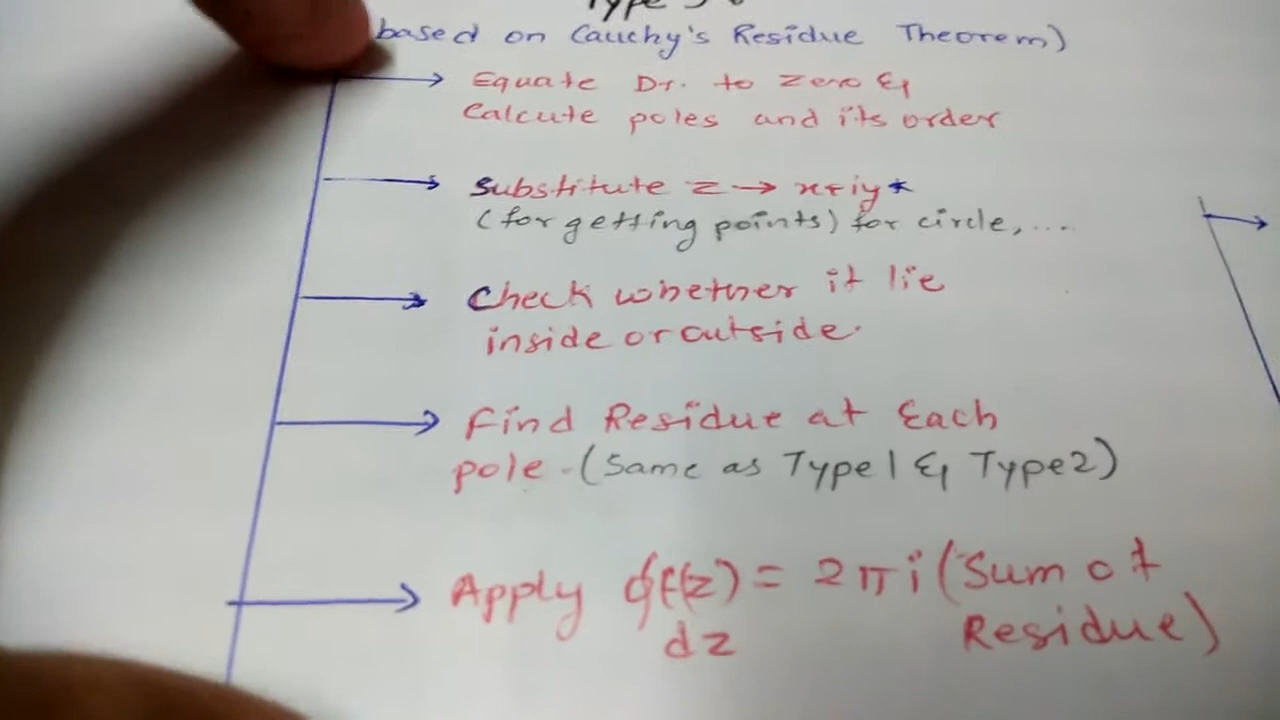 Type 3
based on Cauchy's Residue Theorem)
Equate Dr. to zero &
Calcute poles and its order
Substitute z → x+iy*
(for getting points) for circle, ...
Check whether it lie
inside or outside.
Find Residue at Each
pole - (Same as Type 1 & Type 2)
Apply ∮f(z) = 2πi (Sum of
dz Residue)